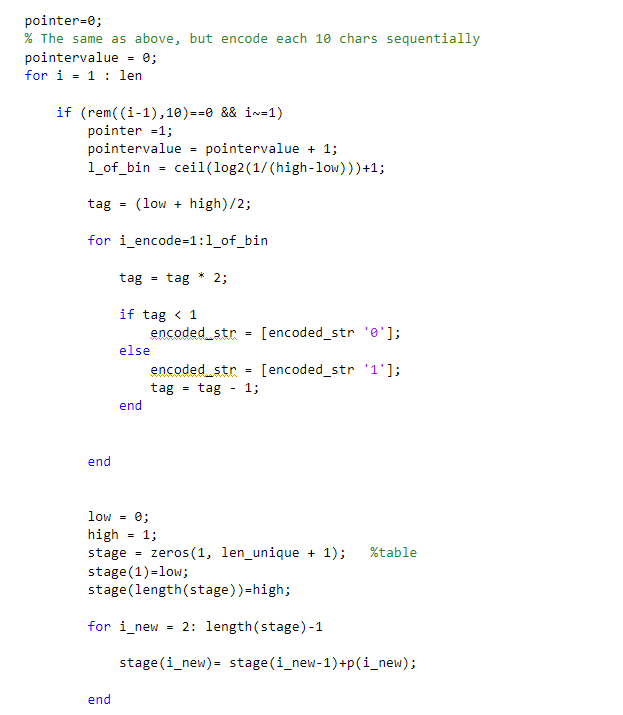 pointer=0;
% The same as above, but encode each 10 chars sequentially
pointervalue = 0;
for i = 1 : len
if (rem((i-1),10)==0 && i~=1)
pointer =1;
pointervalue = pointervalue + 1;
l_of_bin = ceil(log2(1/(high-low)))+1;
tag = (low + high)/2;
for i_encode=1:l_of_bin
tag = tag * 2;
if tag < 1
encoded_str = [encoded_str '0'];
else
encoded_str = [encoded_str '1'];
tag = tag - 1;
end
end
low = 0;
high = 1;
stage = zeros(1, len_unique + 1);   %table
stage(1)=low;
stage(length(stage))=high;
for i_new = 2: length(stage)-1
stage(i_new)= stage(i_new-1)+p(i_new);
end